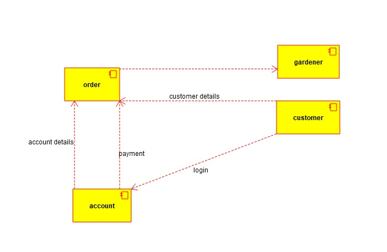 gardener
order
customer details
customer
account details
payment
login
account